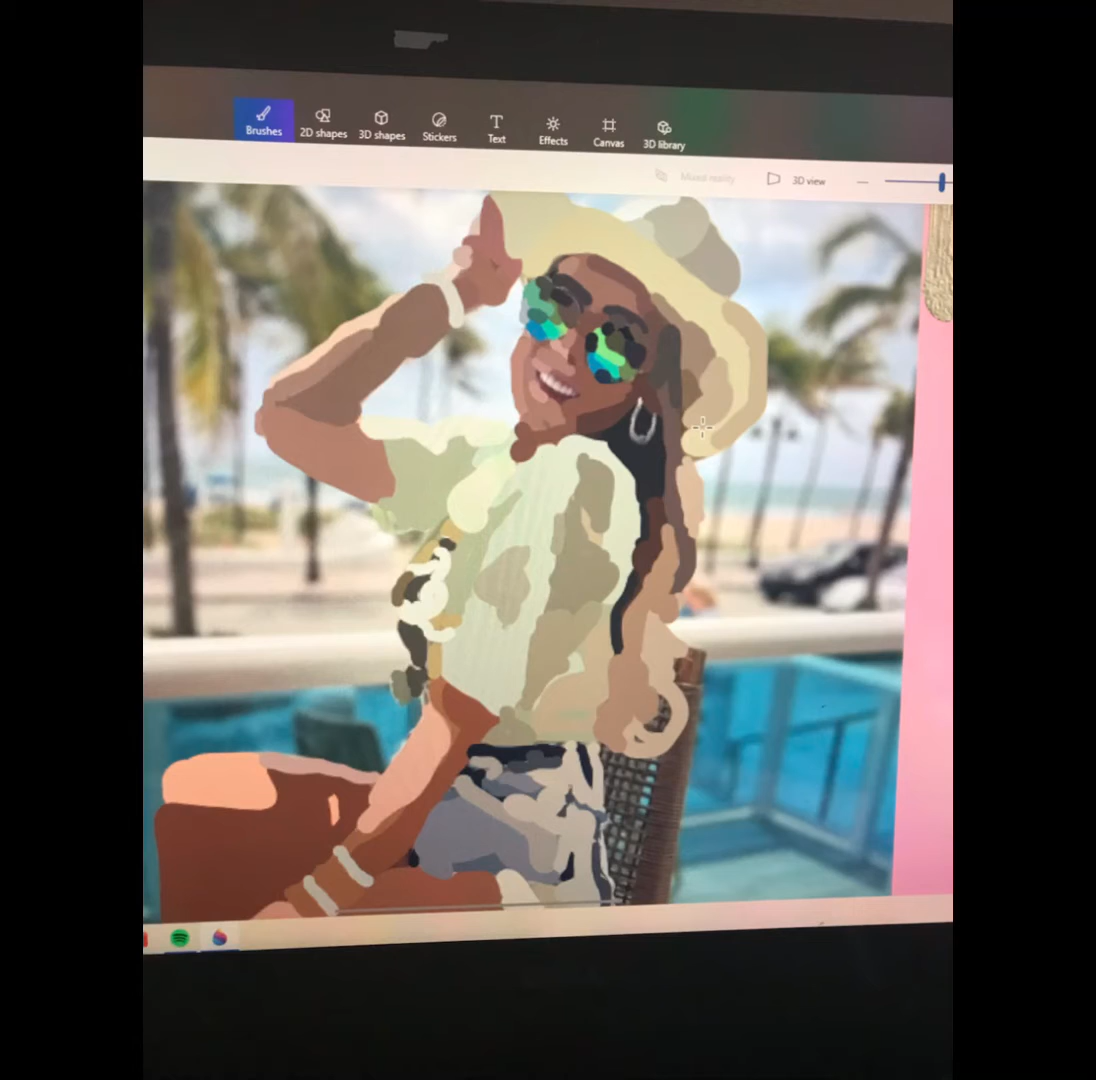 Brushes 2D shapes 3D shapes Stickers Text Effects Canvas 3D library
Mixed reality 3D view